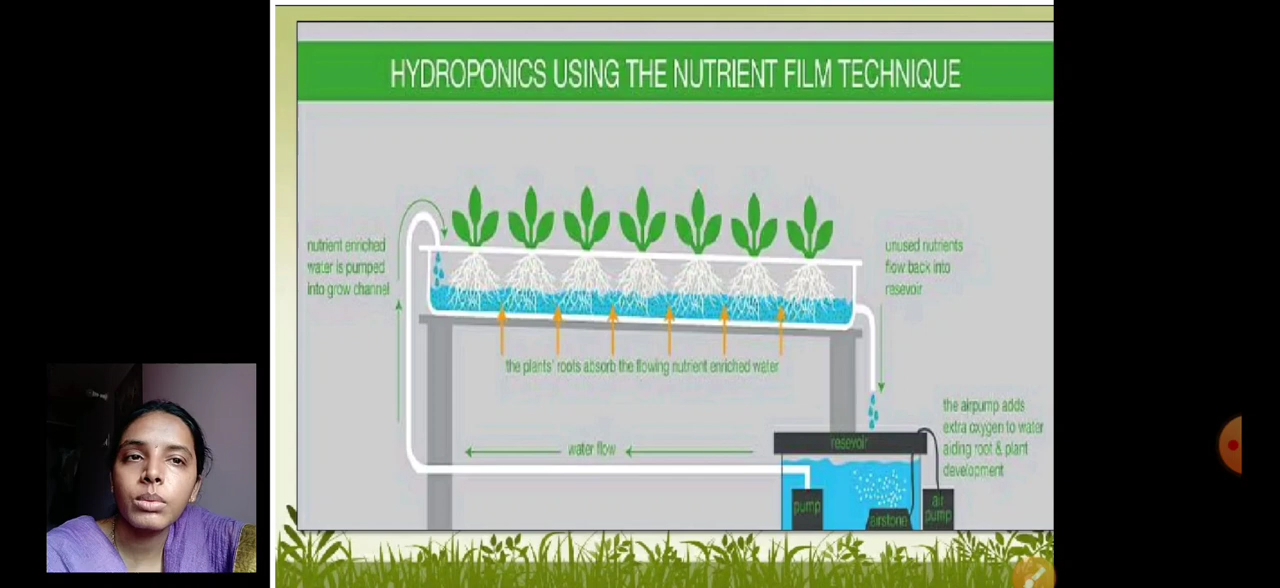 HYDROPONICS USING THE NUTRIENT FILM TECHNIQUE
nutrient enriched
water is pumped
into grow channel
unused nutrients
flow back into
resevoir
the plants' roots absorb the flowing nutrient enriched water
the airpump adds
extra oxygen to water
aiding root & plant
development
water flow
resevoir
pump
airstone
air
pump